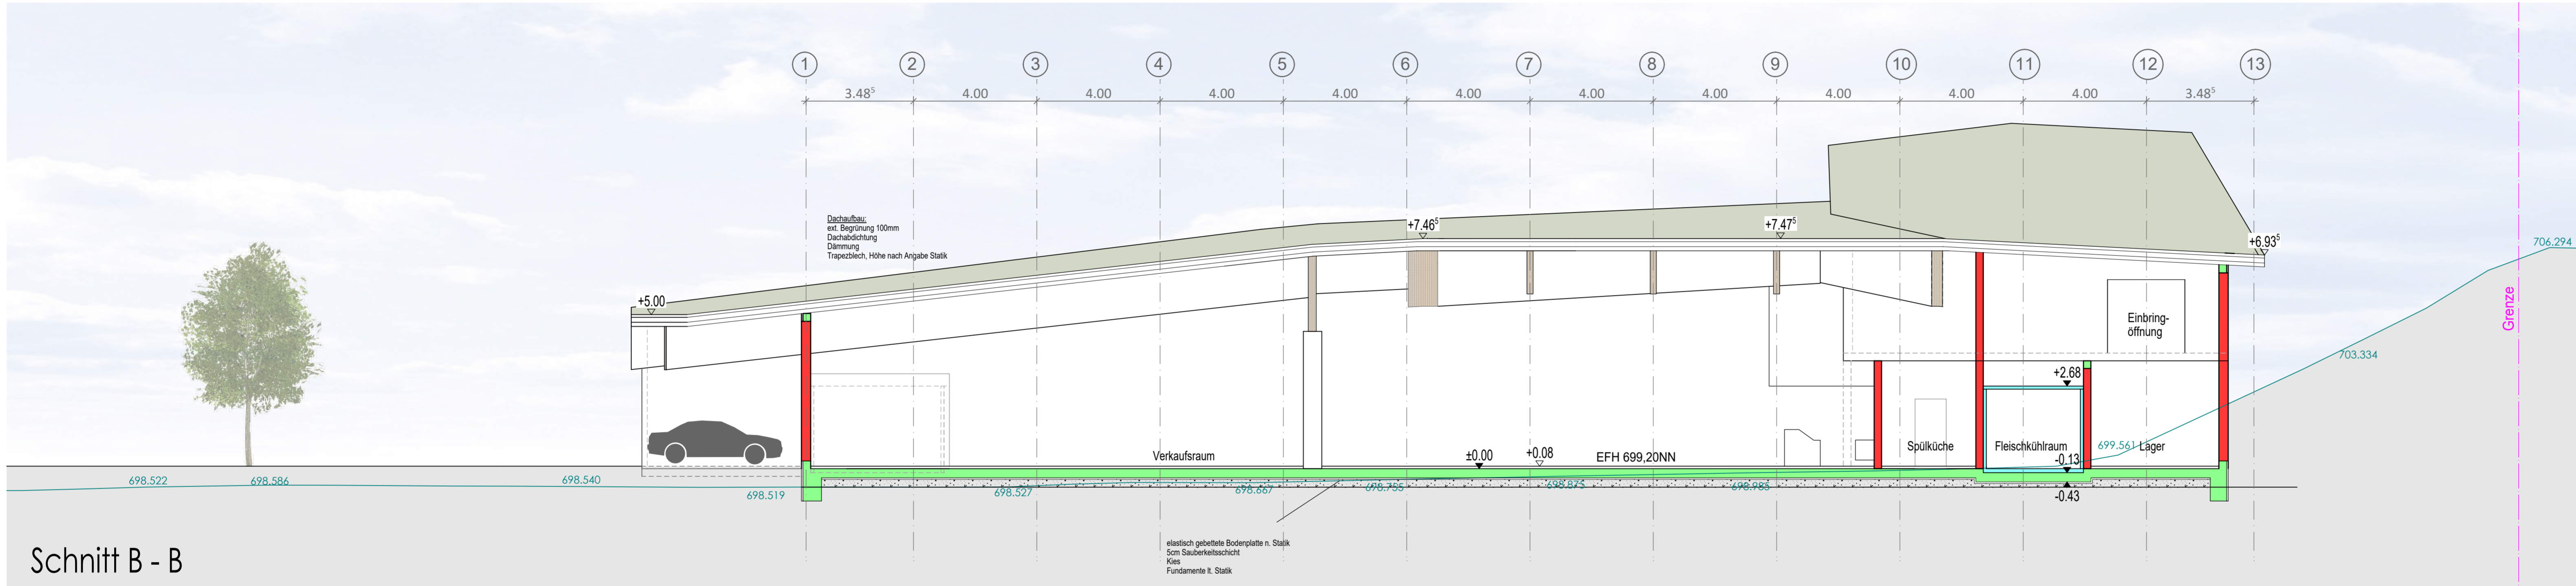 1 2 3 4 5 6 7 8 9 10 11 12 13
3.48⁵ 4.00 4.00 4.00 4.00 4.00 4.00 4.00 4.00 4.00 4.00 3.48⁵
Dachaufbau:
ext. Begrünung 100mm
Dachabdichtung
Dämmung
Trapezblech, Höhe nach Angabe Statik
+5.00
+7.46⁵
+7.47⁵
+6.93⁵
706.294
Grenze
703.334
Einbring-
öffnung
+2.68
Verkaufsraum
±0.00
+0.08
EFH 699,20NN
Spülküche
Fleischkühlraum
699.561
Lager
-0.13
-0.43
698.522
698.586
698.540
698.519
698.527
698.667
698.755
698.875
698.985
elastisch gebettete Bodenplatte n. Statik
5cm Sauberkeitsschicht
Kies
Fundamente lt. Statik
Schnitt B - B